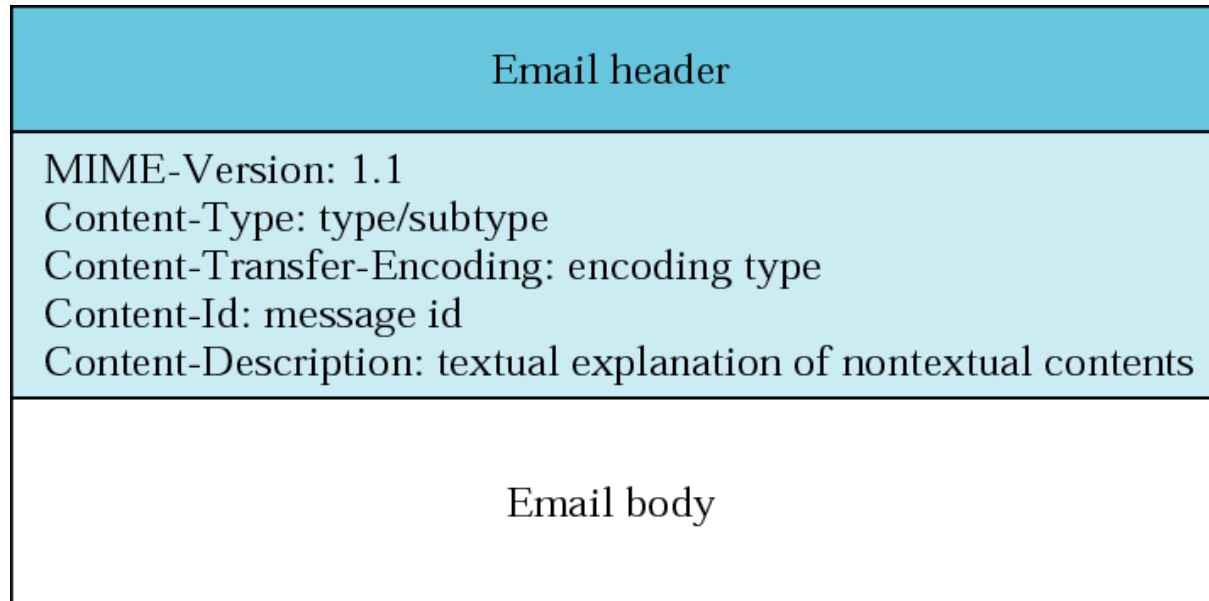 Email header
MIME-Version: 1.1
Content-Type: type/subtype
Content-Transfer-Encoding: encoding type
Content-Id: message id
Content-Description: textual explanation of nontextual contents
Email body